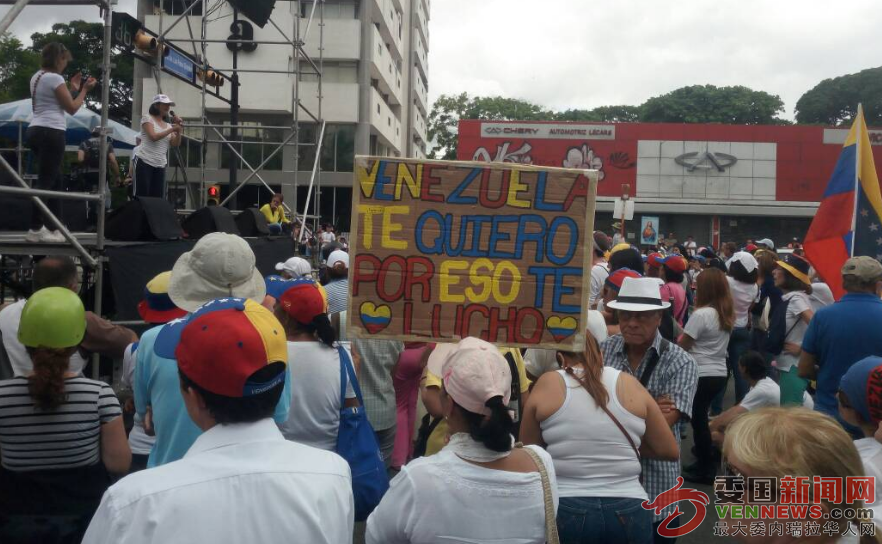 CHERY AUTOMOTRIZ LACARS
VENEZUELA
TE QUIERO
POR ESO TE
LUCHO
委国新闻网
VENNEWS.com
最大委内瑞拉华人网